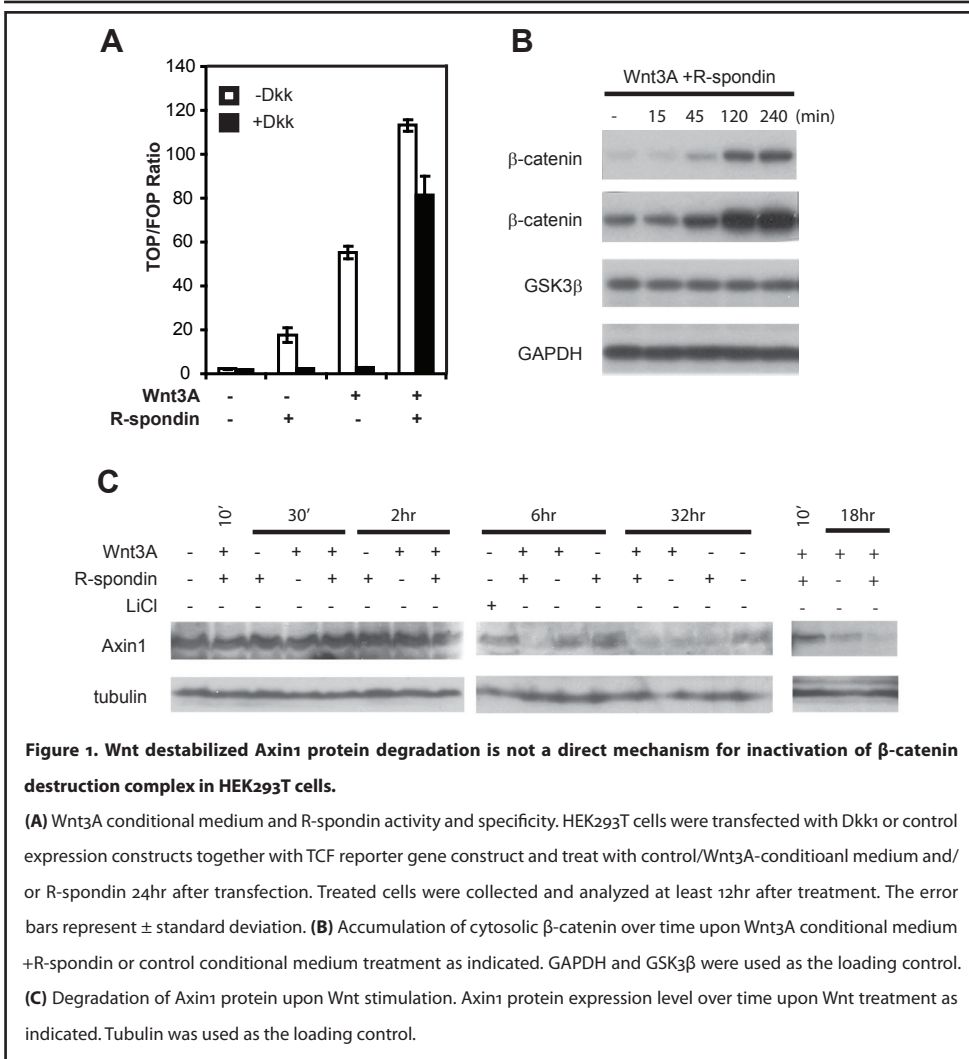 A
140
120
100
80
60
40
20
0
TOP/FOP Ratio
-Dkk
+Dkk
Wnt3A - - + +
R-spondin - + - +
B
Wnt3A +R-spondin
- 15 45 120 240 (min)
β-catenin
β-catenin
GSK3β
GAPDH
C
10' 30' 2hr 6hr 32hr 10' 18hr
Wnt3A - + - + + - + + - + + - + + - - + + +
R-spondin - + + - + + - + - + - + + - + - + - +
LiCl - - - - - - - - + - - - - - - - - - -
Axin1
tubulin
Figure 1. Wnt destabilized Axin1 protein degradation is not a direct mechanism for inactivation of β-catenin
destruction complex in HEK293T cells.
(A) Wnt3A conditional medium and R-spondin activity and specificity. HEK293T cells were transfected with Dkk1 or control
expression constructs together with TCF reporter gene construct and treat with control/Wnt3A-conditioanl medium and/
or R-spondin 24hr after transfection. Treated cells were collected and analyzed at least 12hr after treatment. The error
bars represent ± standard deviation. (B) Accumulation of cytosolic β-catenin over time upon Wnt3A conditional medium
+R-spondin or control conditional medium treatment as indicated. GAPDH and GSK3β were used as the loading control.
(C) Degradation of Axin1 protein upon Wnt stimulation. Axin1 protein expression level over time upon Wnt treatment as
indicated. Tubulin was used as the loading control.